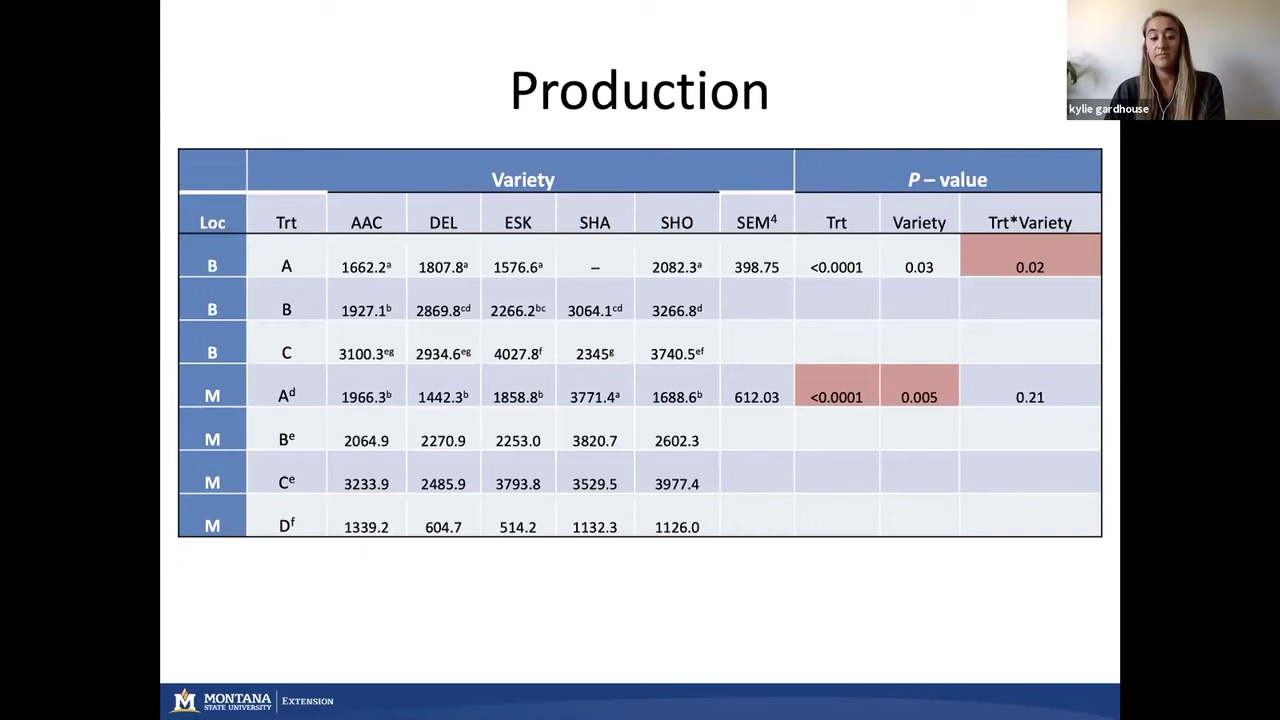 kylie gardhouse
Production
Variety P – value
Loc Trt AAC DEL ESK SHA SHO SEM⁴ Trt Variety Trt*Variety
B A 1662.2ᵃ 1807.8ᵃ 1576.6ᵃ – 2082.3ᵃ 398.75 <0.0001 0.03 0.02
B B 1927.1ᵇ 2869.8ᶜᵈ 2266.2ᵇᶜ 3064.1ᶜᵈ 3266.8ᵈ
B C 3100.3ᵉᵍ 2934.6ᵉᵍ 4027.8ᶠ 2345ᵍ 3740.5ᵉᶠ
M Aᵈ 1966.3ᵇ 1442.3ᵇ 1858.8ᵇ 3771.4ᵃ 1688.6ᵇ 612.03 <0.0001 0.005 0.21
M Bᵉ 2064.9 2270.9 2253.0 3820.7 2602.3
M Cᵉ 3233.9 2485.9 3793.8 3529.5 3977.4
M Dᶠ 1339.2 604.7 514.2 1132.3 1126.0
M MONTANA STATE UNIVERSITY EXTENSION